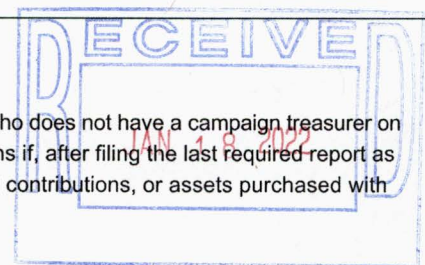 RECEIVED
JAN 18 2022
ho does not have a campaign treasurer on
ns if, after filing the last required report as
contributions, or assets purchased with